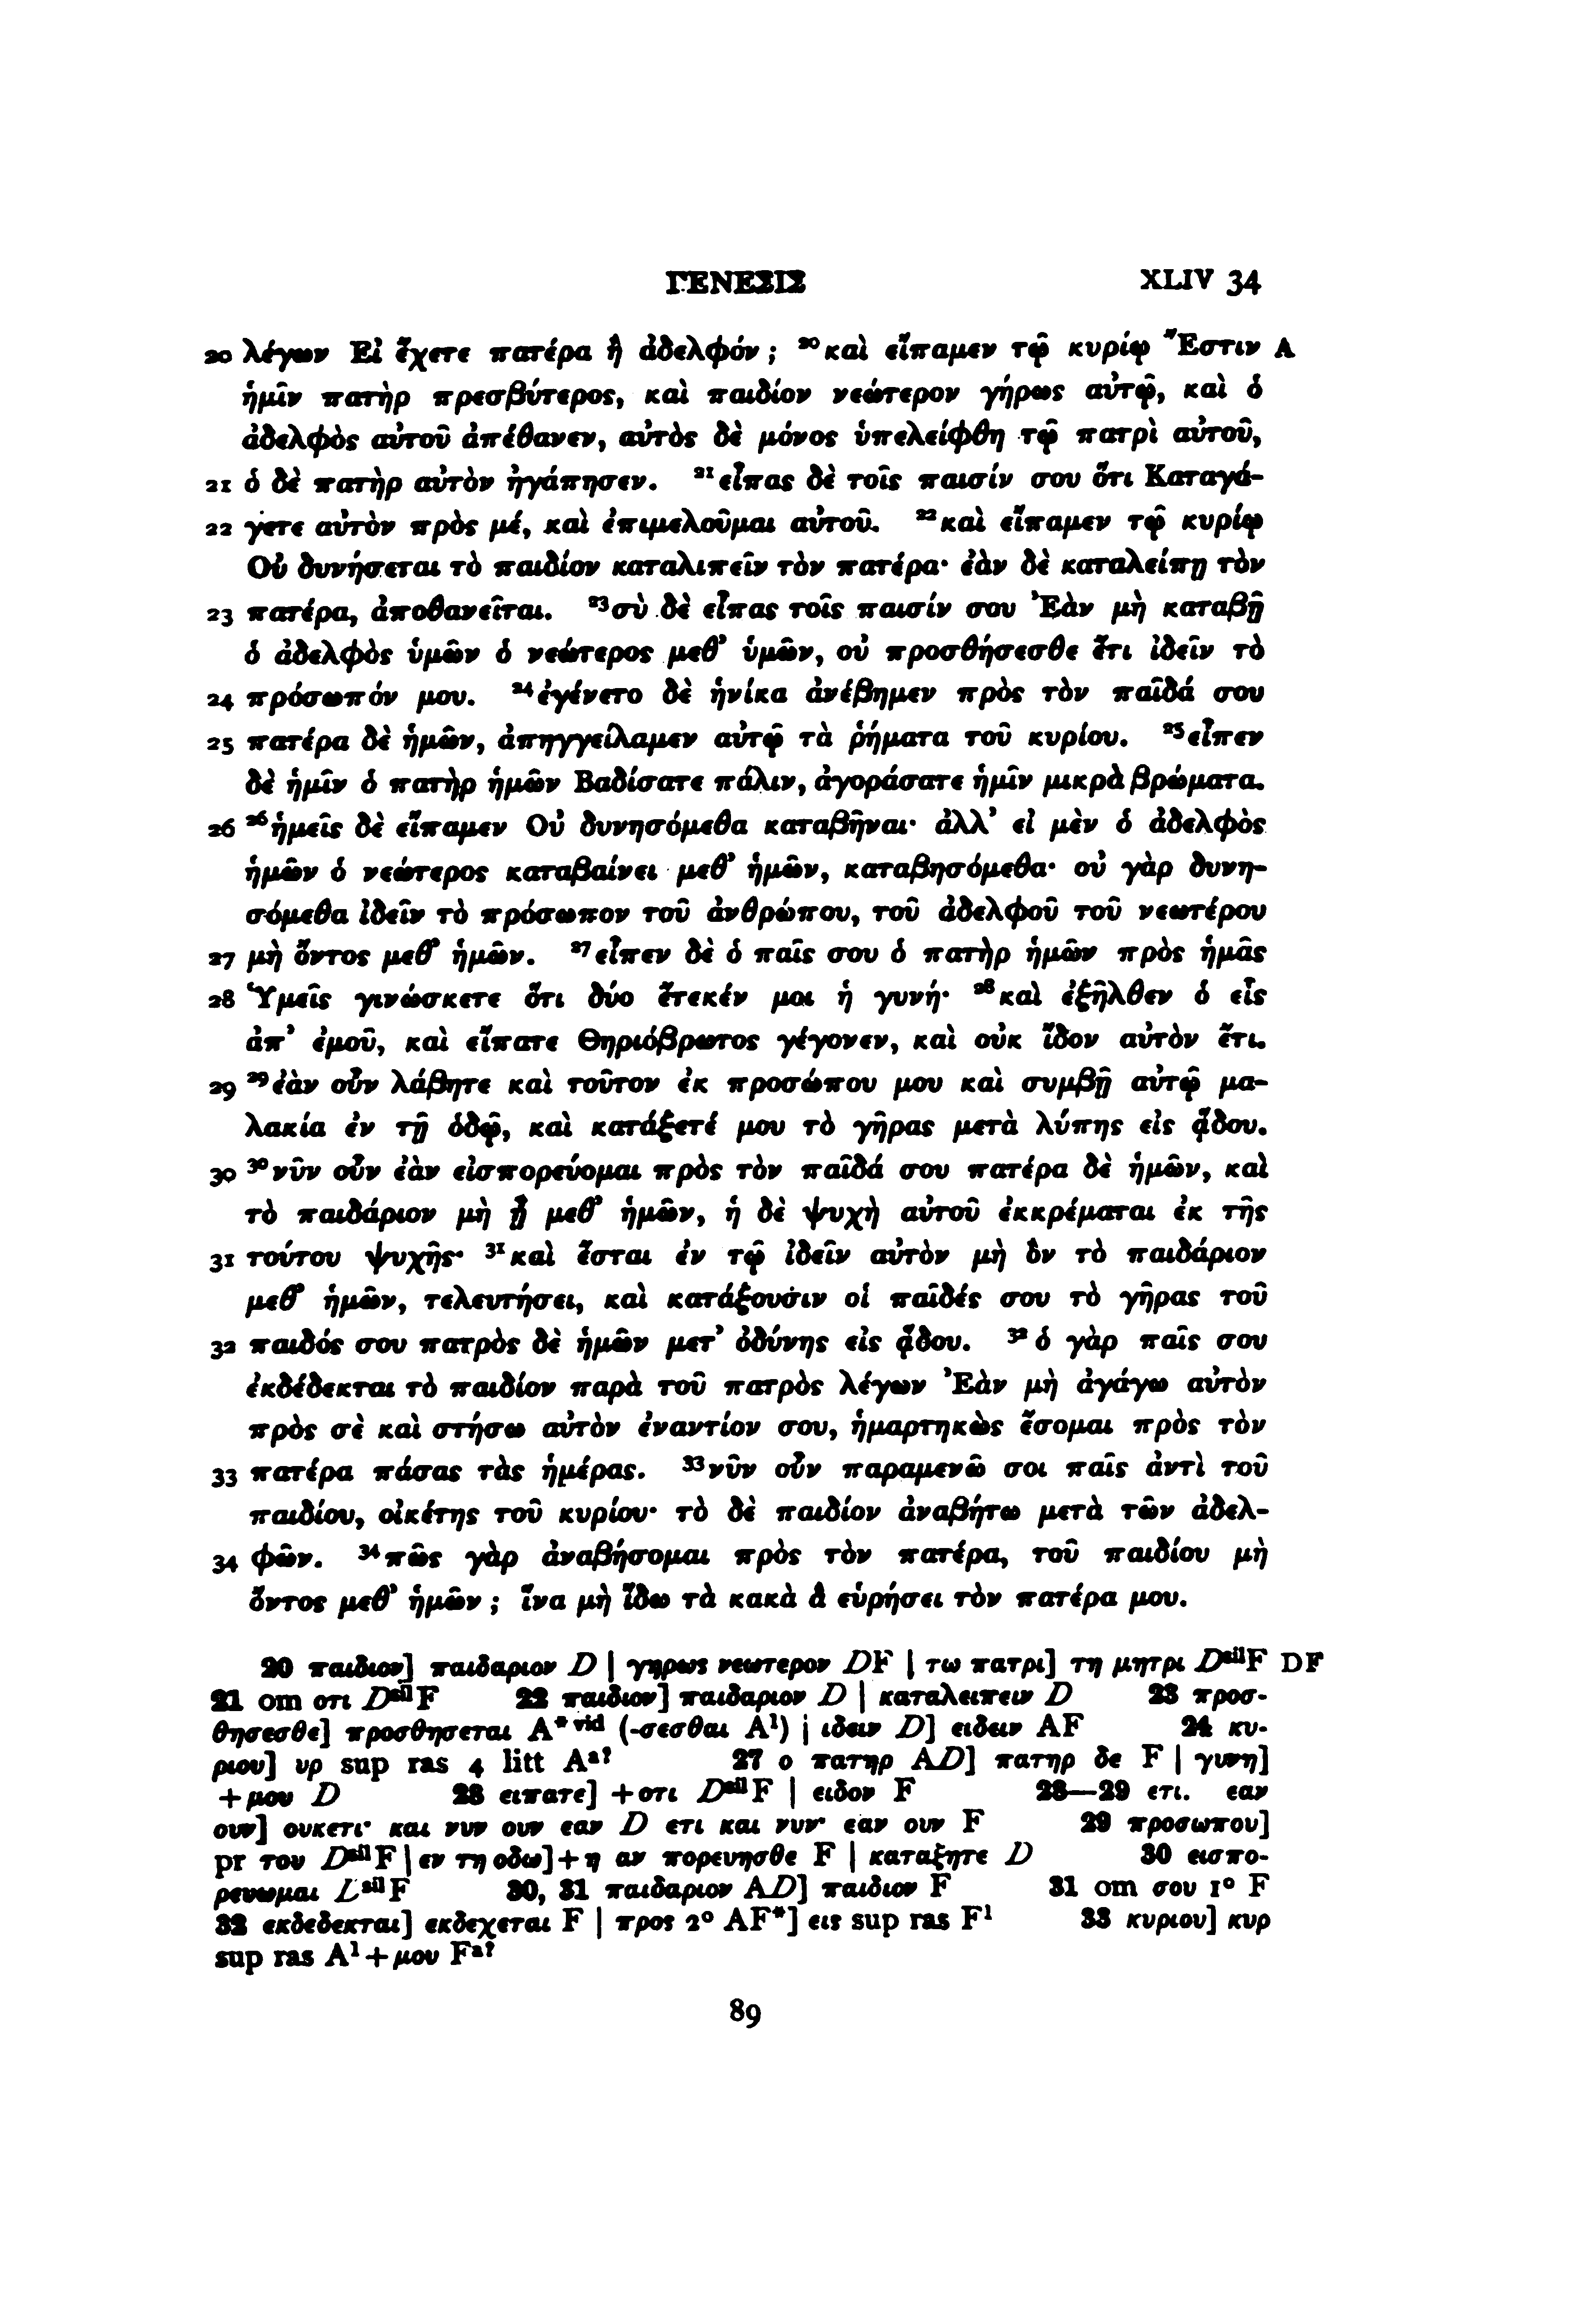 ΓΕΝΕΣΙΣ XLIV 34
20 λέγων Εἰ ἔχετε πατέρα ἢ ἀδελφόν ; ²⁰καὶ εἴπαμεν τῷ κυρίῳ Ἔστιν A
ἡμῖν πατὴρ πρεσβύτερος, καὶ παιδίον νεώτερον γήρως αὐτῷ, καὶ ὁ
ἀδελφὸς αὐτοῦ ἀπέθανεν, αὐτὸς δὲ μόνος ὑπελείφθη τῷ πατρὶ αὐτοῦ,
21 ὁ δὲ πατὴρ αὐτὸν ἠγάπησεν. ²¹εἶπας δὲ τοῖς παισίν σου ὅτι Καταγά-
22 γετε αὐτὸν πρὸς μέ, καὶ ἐπιμελοῦμαι αὐτοῦ. ²²καὶ εἴπαμεν τῷ κυρίῳ
Οὐ δυνήσεται τὸ παιδίον καταλιπεῖν τὸν πατέρα· ἐὰν δὲ καταλείπῃ τὸν
23 πατέρα, ἀποθανεῖται. ²³σὺ δὲ εἶπας τοῖς παισίν σου Ἐὰν μὴ καταβῇ
ὁ ἀδελφὸς ὑμῶν ὁ νεώτερος μεθ’ ὑμῶν, οὐ προσθήσεσθε ἔτι ἰδεῖν τὸ
24 πρόσωπόν μου. ²⁴ἐγένετο δὲ ἡνίκα ἀνέβημεν πρὸς τὸν παῖδά σου
25 πατέρα δὲ ἡμῶν, ἀπηγγείλαμεν αὐτῷ τὰ ῥήματα τοῦ κυρίου. ²⁵εἶπεν
δὲ ἡμῖν ὁ πατὴρ ἡμῶν Βαδίσατε πάλιν, ἀγοράσατε ἡμῖν μικρὰ βρώματα.
26 ²⁶ἡμεῖς δὲ εἴπαμεν Οὐ δυνησόμεθα καταβῆναι· ἀλλ’ εἰ μὲν ὁ ἀδελφὸς
ἡμῶν ὁ νεώτερος καταβαίνει μεθ’ ἡμῶν, καταβησόμεθα· οὐ γὰρ δυνη-
σόμεθα ἰδεῖν τὸ πρόσωπον τοῦ ἀνθρώπου, τοῦ ἀδελφοῦ τοῦ νεωτέρου
27 μὴ ὄντος μεθ’ ἡμῶν. ²⁷εἶπεν δὲ ὁ παῖς σου ὁ πατὴρ ἡμῶν πρὸς ἡμᾶς
28 Ὑμεῖς γινώσκετε ὅτι δύο ἔτεκέν μοι ἡ γυνή· ²⁸καὶ ἐξῆλθεν ὁ εἷς
ἀπ’ ἐμοῦ, καὶ εἴπατε Θηριόβρωτος γέγονεν, καὶ οὐκ ἴδον αὐτὸν ἔτι.
29 ²⁹ἐὰν οὖν λάβητε καὶ τοῦτον ἐκ προσώπου μου καὶ συμβῇ αὐτῷ μα-
λακία ἐν τῇ ὁδῷ, καὶ κατάξετέ μου τὸ γῆρας μετὰ λύπης εἰς ᾅδου.
30 ³⁰νῦν οὖν ἐὰν εἰσπορεύομαι πρὸς τὸν παῖδά σου πατέρα δὲ ἡμῶν, καὶ
τὸ παιδάριον μὴ ᾖ μεθ’ ἡμῶν, ἡ δὲ ψυχὴ αὐτοῦ ἐκκρέμαται ἐκ τῆς
31 τούτου ψυχῆς· ³¹καὶ ἔσται ἐν τῷ ἰδεῖν αὐτὸν μὴ ὂν τὸ παιδάριον
μεθ’ ἡμῶν, τελευτήσει, καὶ κατάξουσιν οἱ παῖδές σου τὸ γῆρας τοῦ
32 παιδός σου πατρὸς δὲ ἡμῶν μετ’ ὀδύνης εἰς ᾅδου. ³²ὁ γὰρ παῖς σου
ἐκδέδεκται τὸ παιδίον παρὰ τοῦ πατρὸς λέγων Ἐὰν μὴ ἀγάγω αὐτὸν
πρὸς σὲ καὶ στήσω αὐτὸν ἐναντίον σου, ἡμαρτηκὼς ἔσομαι πρὸς τὸν
33 πατέρα πάσας τὰς ἡμέρας. ³³νῦν οὖν παραμενῶ σοι παῖς ἀντὶ τοῦ
παιδίου, οἰκέτης τοῦ κυρίου· τὸ δὲ παιδίον ἀναβήτω μετὰ τῶν ἀδελ-
34 φῶν. ³⁴πῶς γὰρ ἀναβήσομαι πρὸς τὸν πατέρα, τοῦ παιδίου μὴ
ὄντος μεθ’ ἡμῶν ; ἵνα μὴ ἴδω τὰ κακὰ ἃ εὑρήσει τὸν πατέρα μου.
20 παιδιον] παιδαριον D | γηρως νεωτερον DF | τω πατρι] τη μητρι DˢⁱˡF DF
21 om οτι DˢⁱˡF 22 παιδιον] παιδαριον D | καταλειπειν D 23 προσ-
θησεσθε] προσθησεται A*ᵛⁱᵈ (-σεσθαι A¹) | ιδειν D] ειδειν AF 24 κυ-
ριου] υρ sup ras 4 litt Aᵃ? 27 ο πατηρ AD] πατηρ δε F | γυνη]
+μου D 28 ειπατε] +οτι DˢⁱˡF | ειδον F 28—29 ετι. εαν
ουν] ουκετι· και νυν ουν εαν D ετι και νυν· εαν ουν F 29 προσωπου]
pr του DˢⁱˡF | εν τη οδω]+η αν πορευησθε F | καταξητε D 30 εισπο-
ρευωμαι DˢⁱˡF 30, 31 παιδαριον AD] παιδιον F 31 om σου 1° F
32 εκδεδεκται] εκδεχεται F | προς 2° AF*] εις sup ras F¹ 33 κυριου] κυρ
sup ras A¹+μου Fᵃ?
89